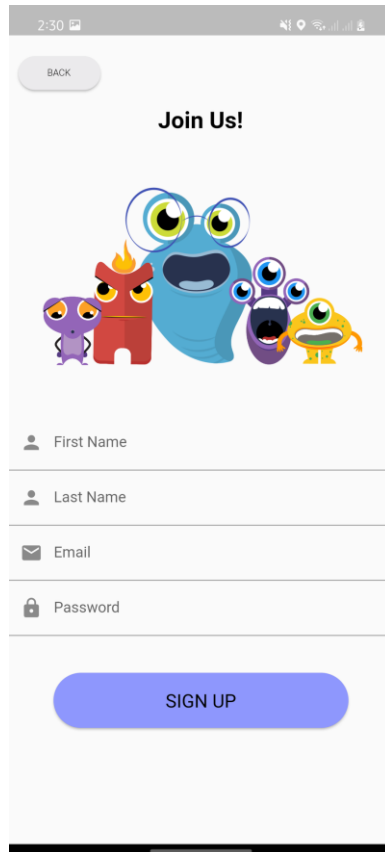 2:30
BACK
Join Us!
First Name
Last Name
Email
Password
SIGN UP